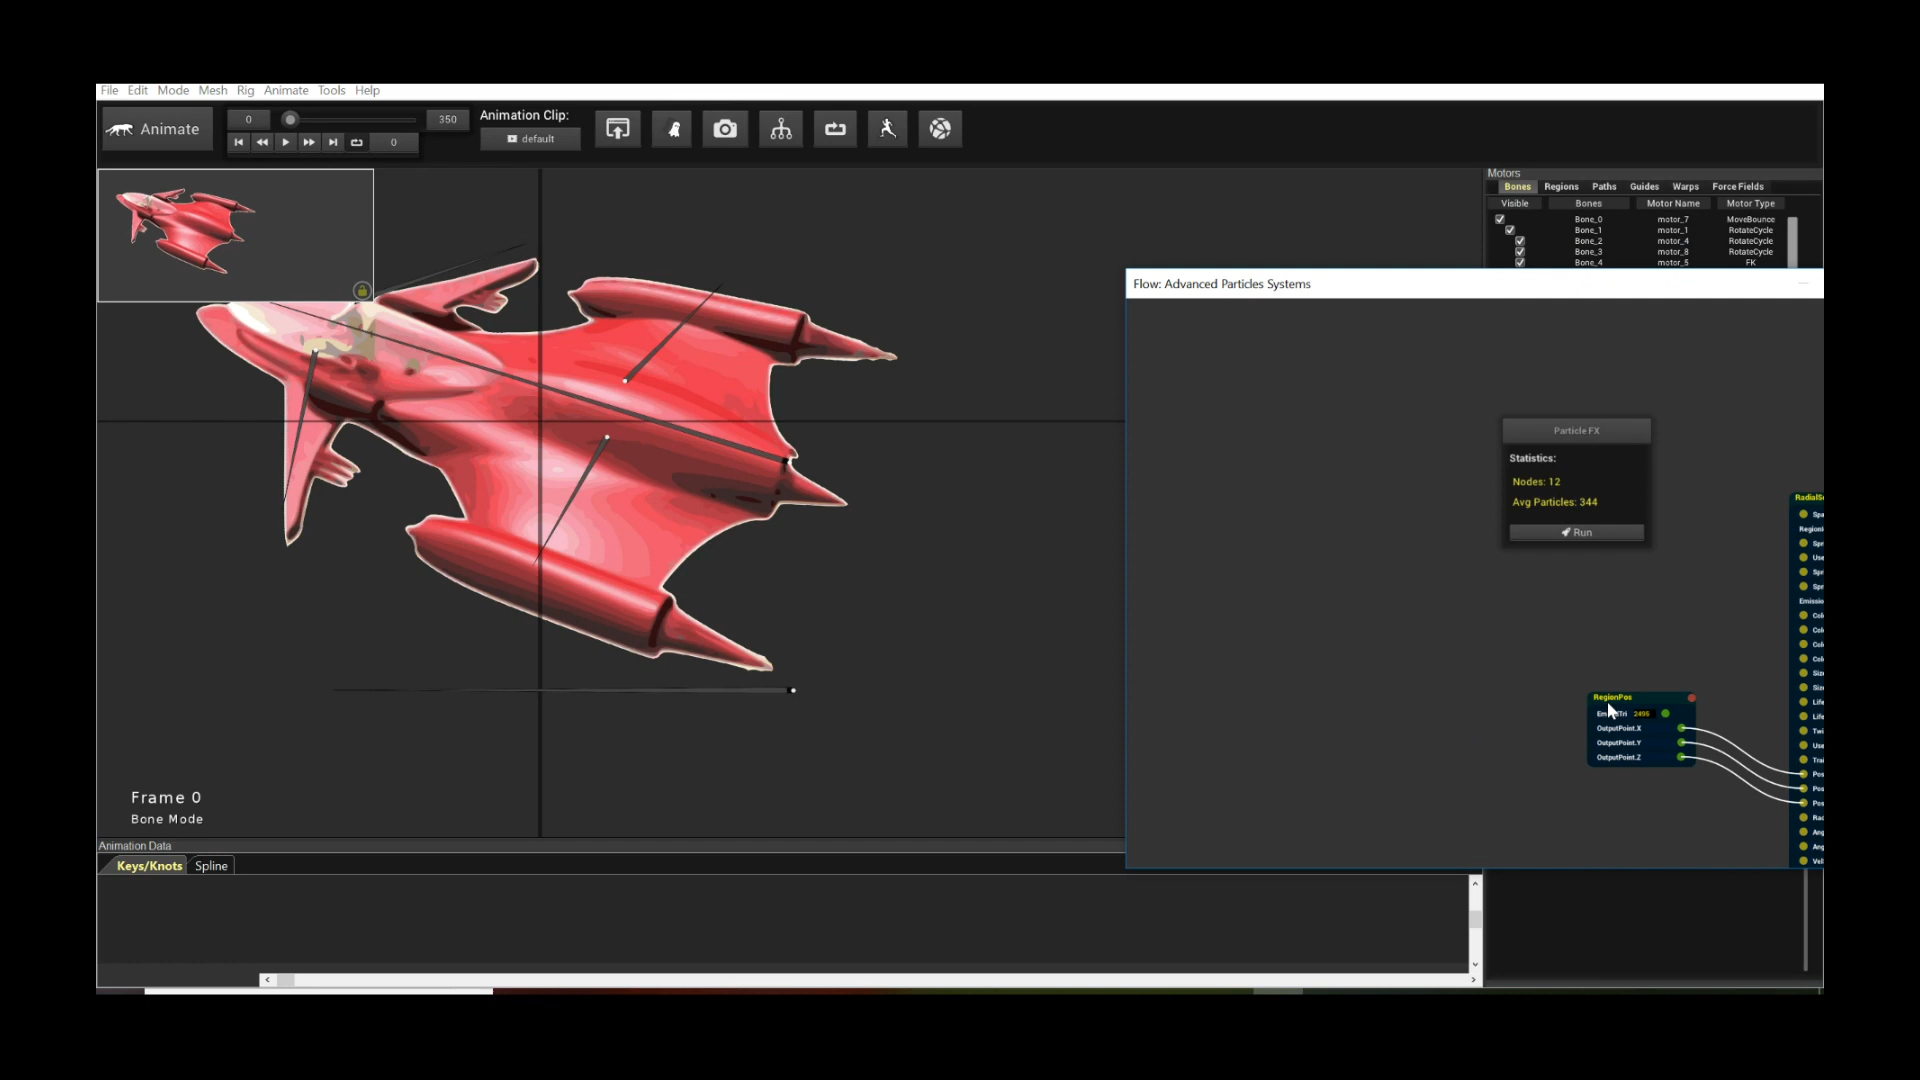 File Edit Mode Mesh Rig Animate Tools Help
Animate
0
350
0
Animation Clip:
default
Motors
Bones Regions Paths Guides Warps Force Fields
Visible Bones Motor Name Motor Type
Bone_0 motor_7 MoveBounce
Bone_1 motor_1 RotateCycle
Bone_2 motor_4 RotateCycle
Bone_3 motor_8 RotateCycle
Bone_4 motor_5 FK
Flow: Advanced Particles Systems
Particle FX
Statistics:
Nodes: 12
Avg Particles: 344
Run
RegionPos
2495
OutputPoint.X
OutputPoint.Y
OutputPoint.Z
Frame 0
Bone Mode
Animation Data
Keys/Knots Spline